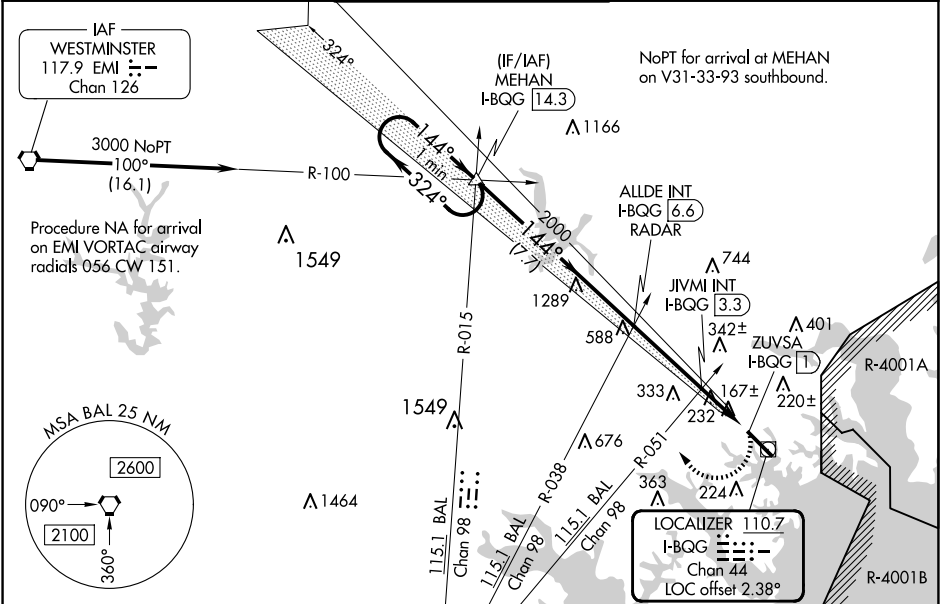 IAF
WESTMINSTER
117.9 EMI
Chan 126
324°
(IF/IAF)
MEHAN
I-BQG 14.3
NoPT for arrival at MEHAN
on V31-33-93 southbound.
1166
3000 NoPT
100°
(16.1)
R-100
144°
1 min
324°
2000
144°
(7.7)
ALLDE INT
I-BQG 6.6
RADAR
Procedure NA for arrival
on EMI VORTAC airway
radials 056 CW 151.
1549
1289
588
744
JIVMI INT
I-BQG 3.3
342±
401
ZUVSA
I-BQG 1
R-4001A
R-015
333
167±
232
220±
1549
MSA BAL 25 NM
2600
090°
2100
360°
1464
676
R-051
R-038
363
224
115.1 BAL
Chan 98
115.1 BAL
Chan 98
115.1 BAL
Chan 98
LOCALIZER 110.7
I-BQG
Chan 44
LOC offset 2.38°
R-4001B